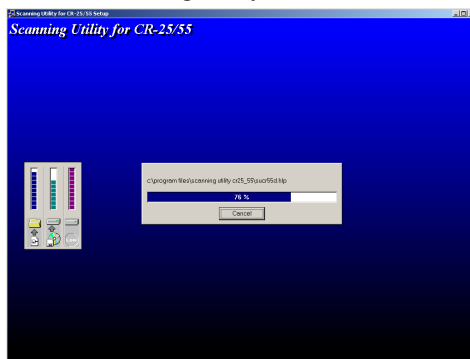 Scanning Utility for CR-25/55 Setup
Scanning Utility for CR-25/55
c:\program files\scanning utility cr25_55\sucr55d.hlp
76 %
Cancel